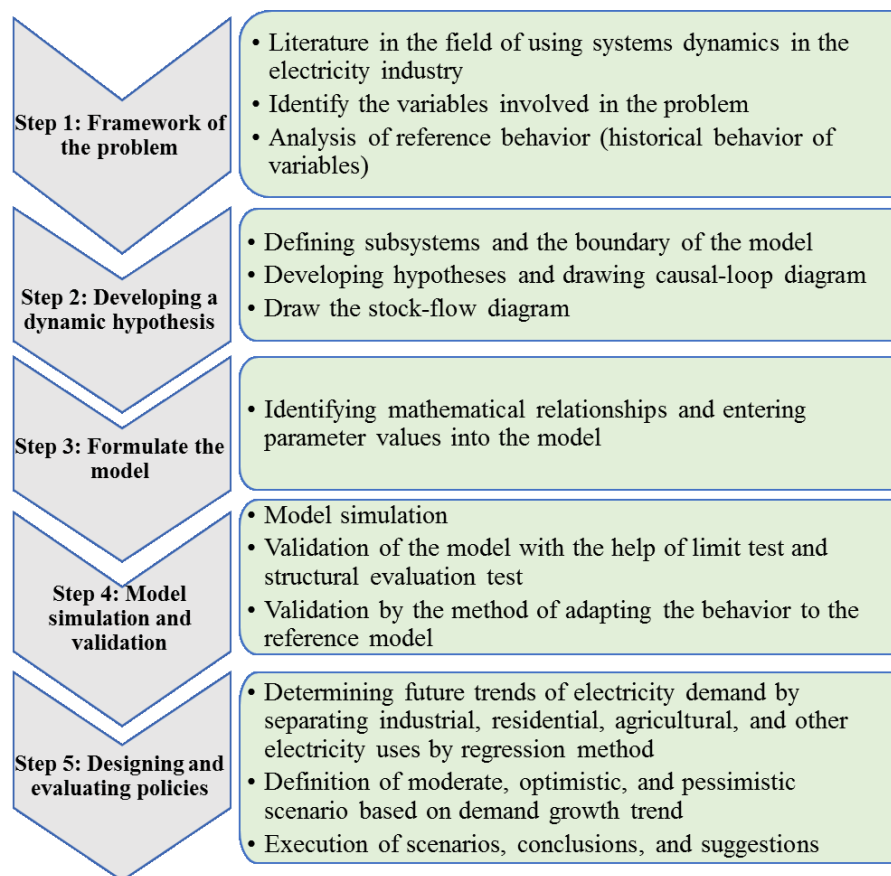 Step 1: Framework of
the problem
• Literature in the field of using systems dynamics in the
electricity industry
• Identify the variables involved in the problem
• Analysis of reference behavior (historical behavior of
variables)
Step 2: Developing a
dynamic hypothesis
• Defining subsystems and the boundary of the model
• Developing hypotheses and drawing causal-loop diagram
• Draw the stock-flow diagram
Step 3: Formulate the
model
• Identifying mathematical relationships and entering
parameter values into the model
Step 4: Model
simulation and
validation
• Model simulation
• Validation of the model with the help of limit test and
structural evaluation test
• Validation by the method of adapting the behavior to the
reference model
Step 5: Designing and
evaluating policies
• Determining future trends of electricity demand by
separating industrial, residential, agricultural, and other
electricity uses by regression method
• Definition of moderate, optimistic, and pessimistic
scenario based on demand growth trend
• Execution of scenarios, conclusions, and suggestions